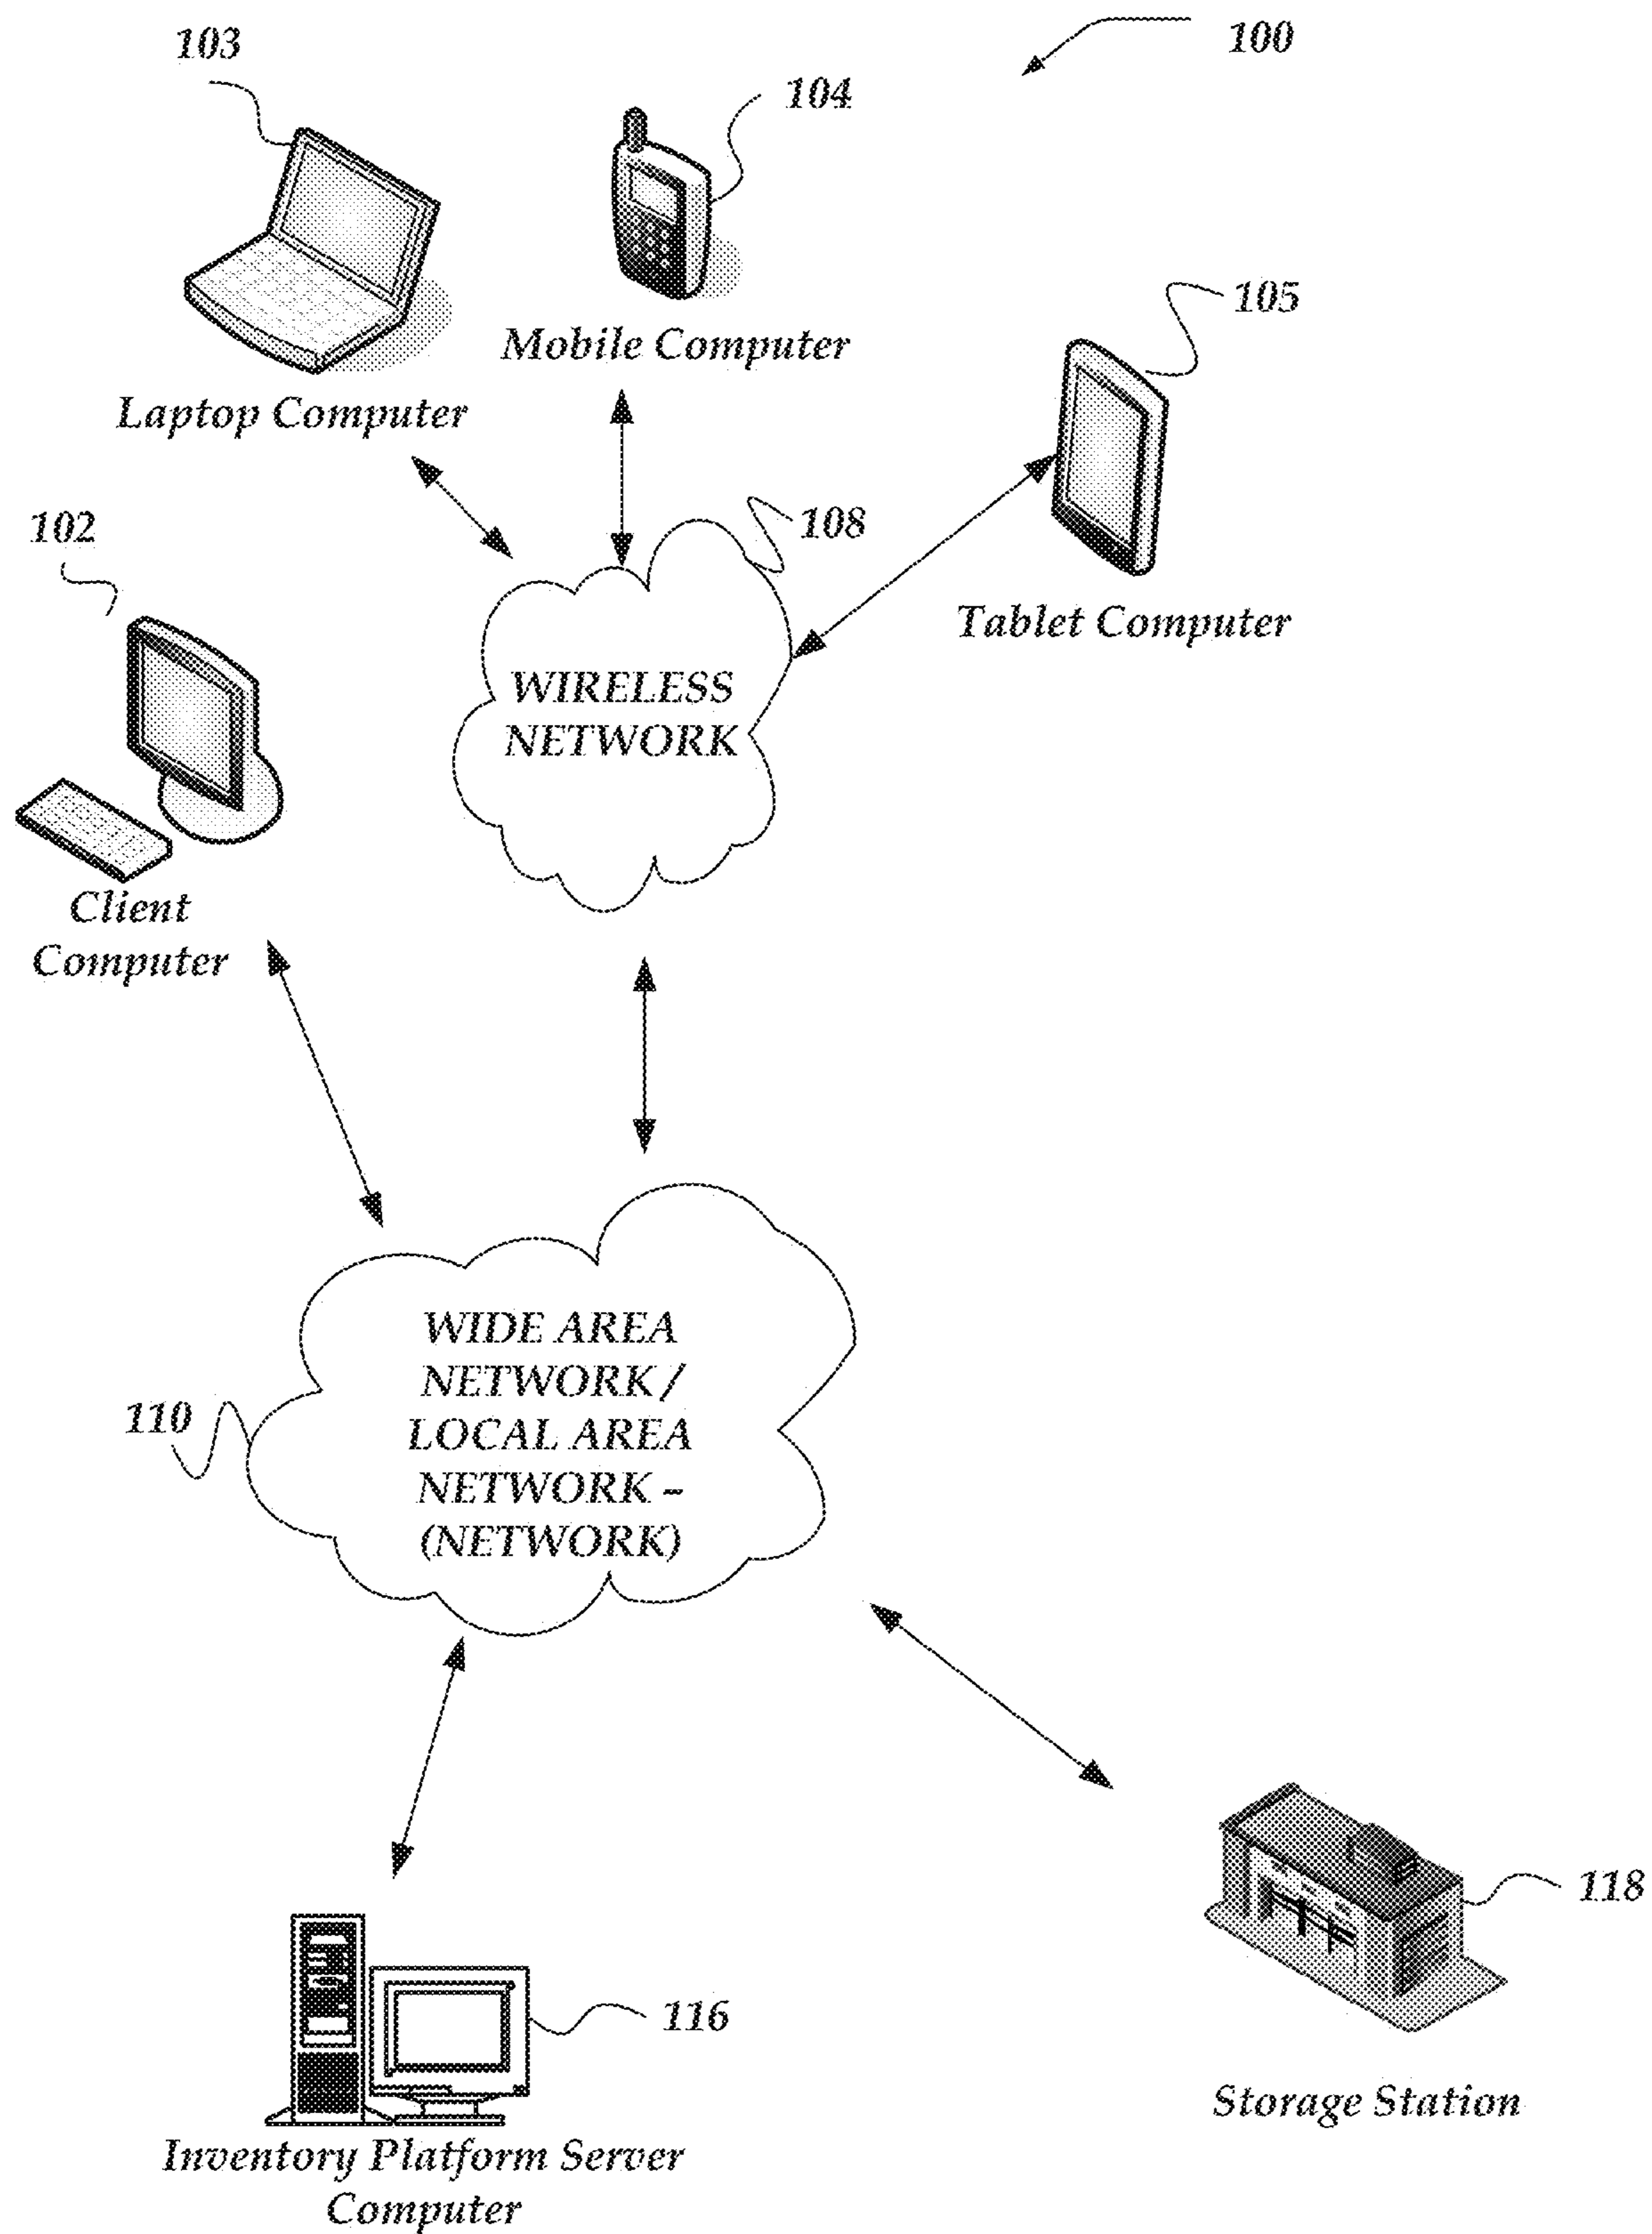 103
100
104
105
Mobile Computer
Laptop Computer
102
108
Tablet Computer
WIRELESS
NETWORK
Client
Computer
WIDE AREA
NETWORK /
LOCAL AREA
NETWORK –
(NETWORK)
110
118
116
Storage Station
Inventory Platform Server
Computer